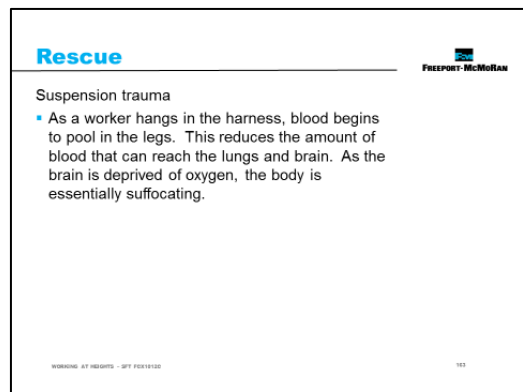 Rescue
FCX
FREEPORT-MCMORAN
Suspension trauma
▪ As a worker hangs in the harness, blood begins
to pool in the legs. This reduces the amount of
blood that can reach the lungs and brain. As the
brain is deprived of oxygen, the body is
essentially suffocating.
WORKING AT HEIGHTS – SFT FCX1012D
103